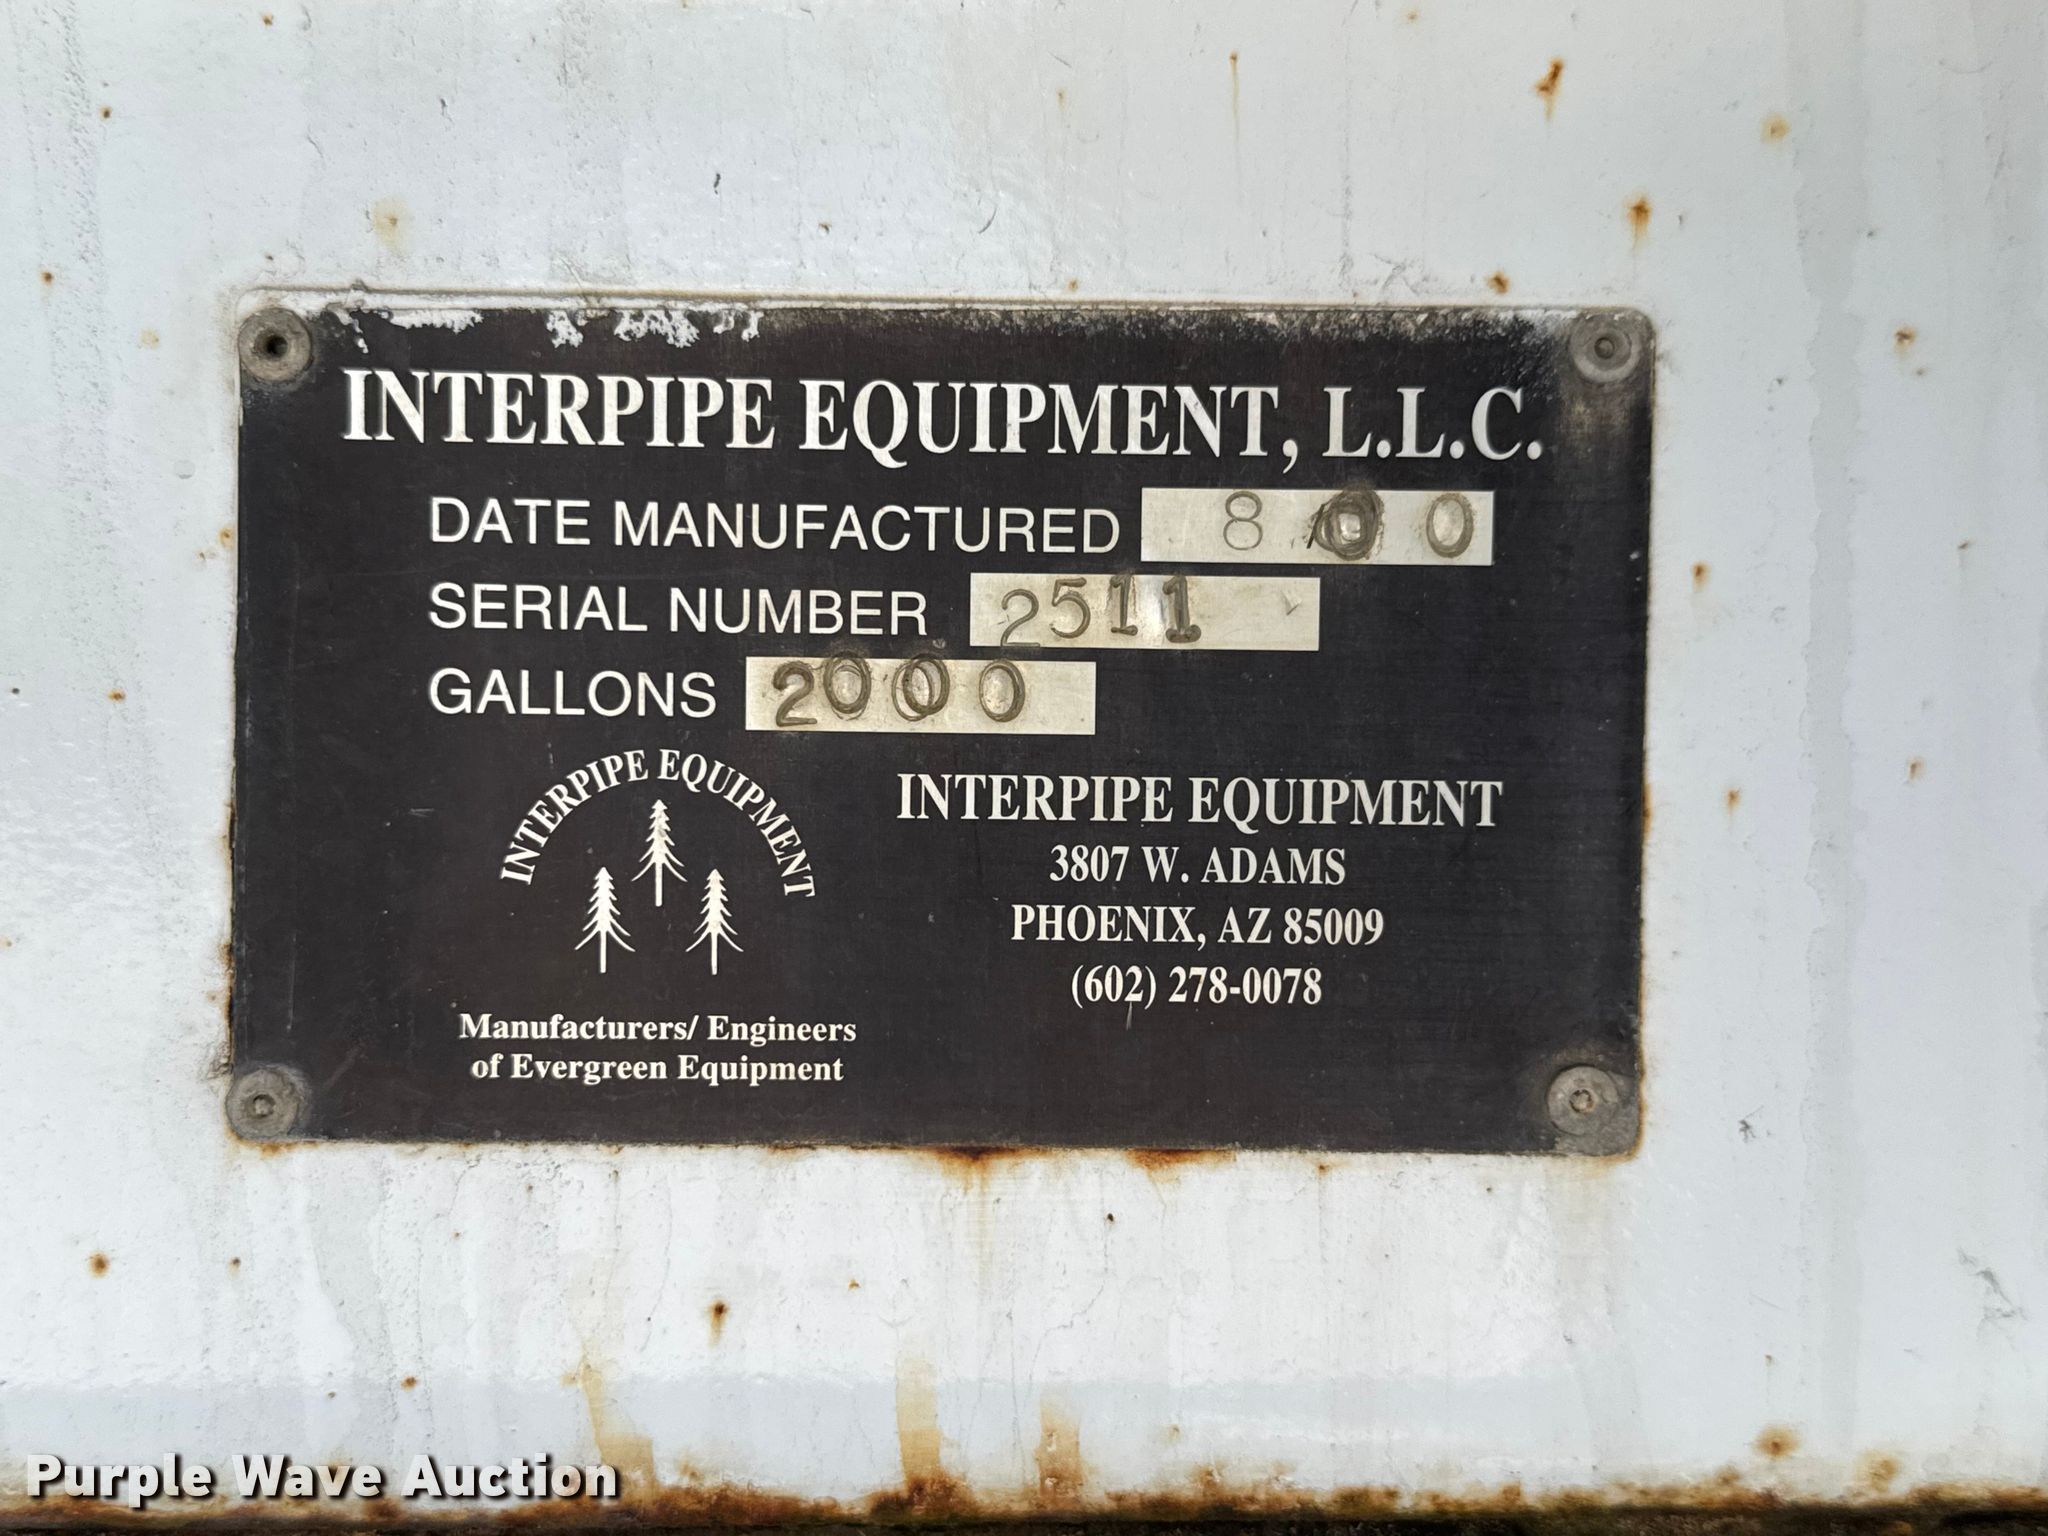 INTERPIPE EQUIPMENT, L.L.C.
DATE MANUFACTURED 8 00
SERIAL NUMBER 2511
GALLONS 2000
INTERPIPE EQUIPMENT
Manufacturers/ Engineers
of Evergreen Equipment
INTERPIPE EQUIPMENT
3807 W. ADAMS
PHOENIX, AZ 85009
(602) 278-0078
Purple Wave Auction